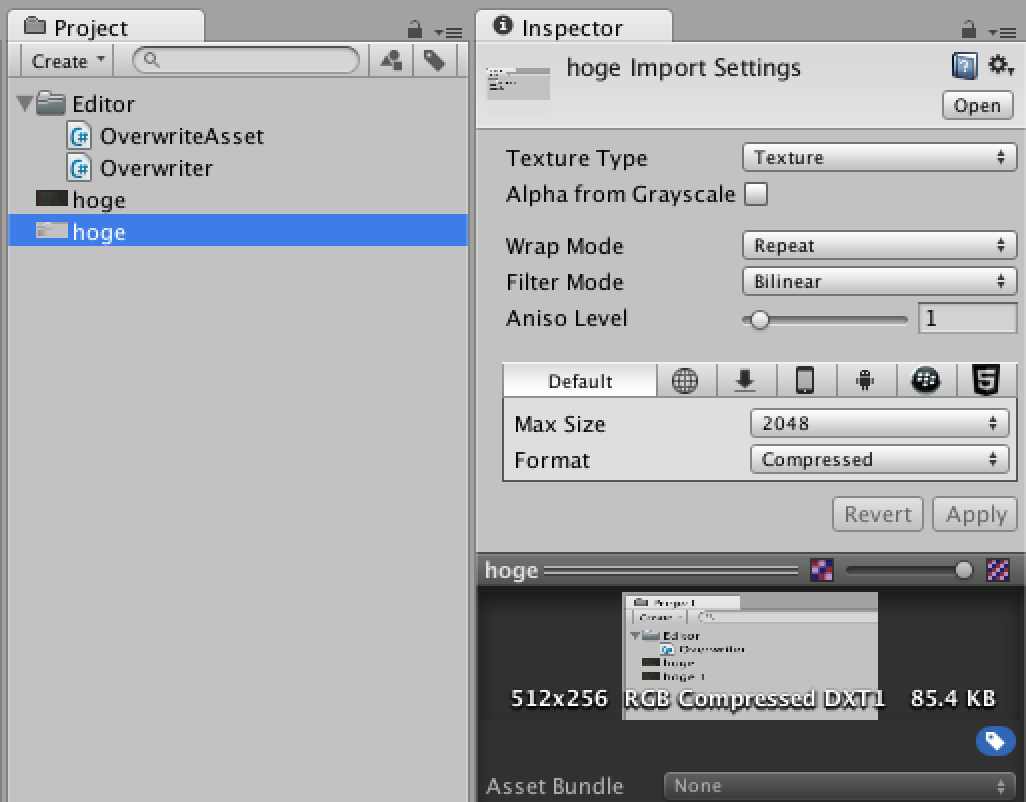 Project
Create
Editor
OverwriteAsset
Overwriter
hoge
hoge
Inspector
hoge Import Settings
Open
Texture Type
Texture
Alpha from Grayscale
Wrap Mode
Repeat
Filter Mode
Bilinear
Aniso Level
1
Default
5
Max Size
2048
Format
Compressed
Revert
Apply
hoge
Project
Create
Editor
Overwriter
hoge
hoge 1
512x256 RGB Compressed DXT1 85.4 KB
Asset Bundle
None